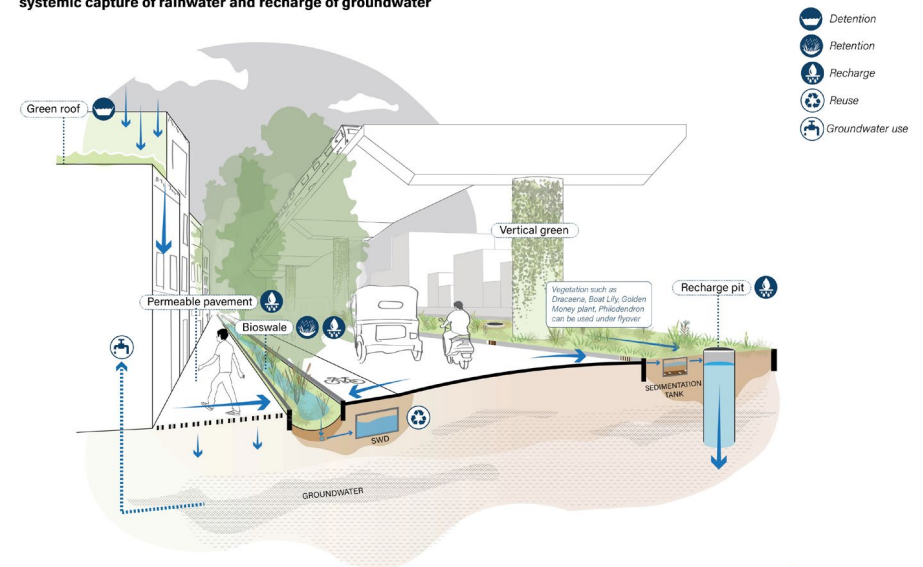 systemic capture of rainwater and recharge of groundwater
Detention
Retention
Recharge
Reuse
Groundwater use
Green roof
Vertical green
Vegetation such as
Dracaena, Boat Lily, Golden
Money plant, Philodendron
can be used under flyover
Recharge pit
Permeable pavement
Bioswale
SEDIMENTATION
TANK
SWD
GROUNDWATER